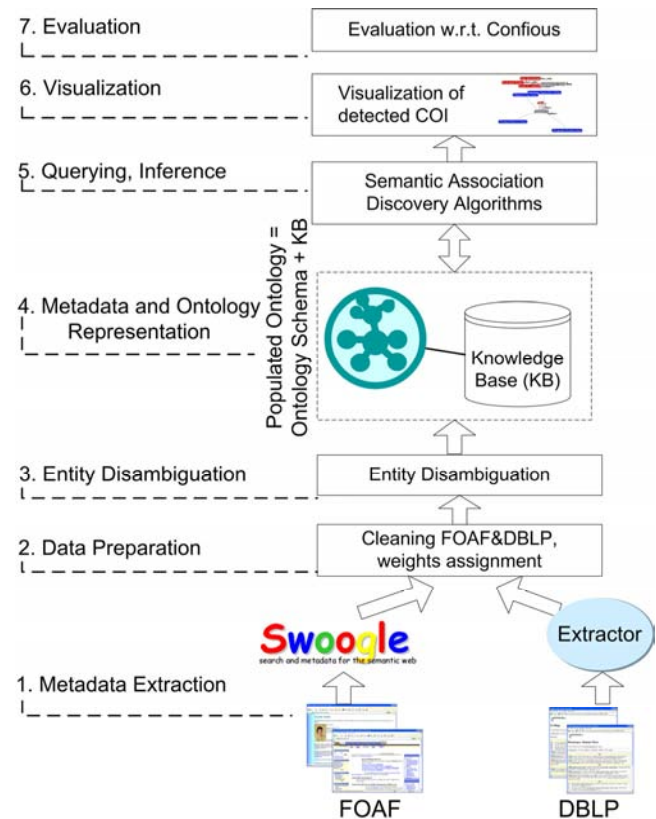 7. Evaluation
Evaluation w.r.t. Confious
6. Visualization
Visualization of
detected COI
5. Querying, Inference
Semantic Association
Discovery Algorithms
Populated Ontology =
Ontology Schema + KB
4. Metadata and Ontology
Representation
Knowledge
Base (KB)
3. Entity Disambiguation
Entity Disambiguation
2. Data Preparation
Cleaning FOAF&DBLP,
weights assignment
Swoogle
search and metadata for the semantic web
Extractor
1. Metadata Extraction
FOAF
DBLP